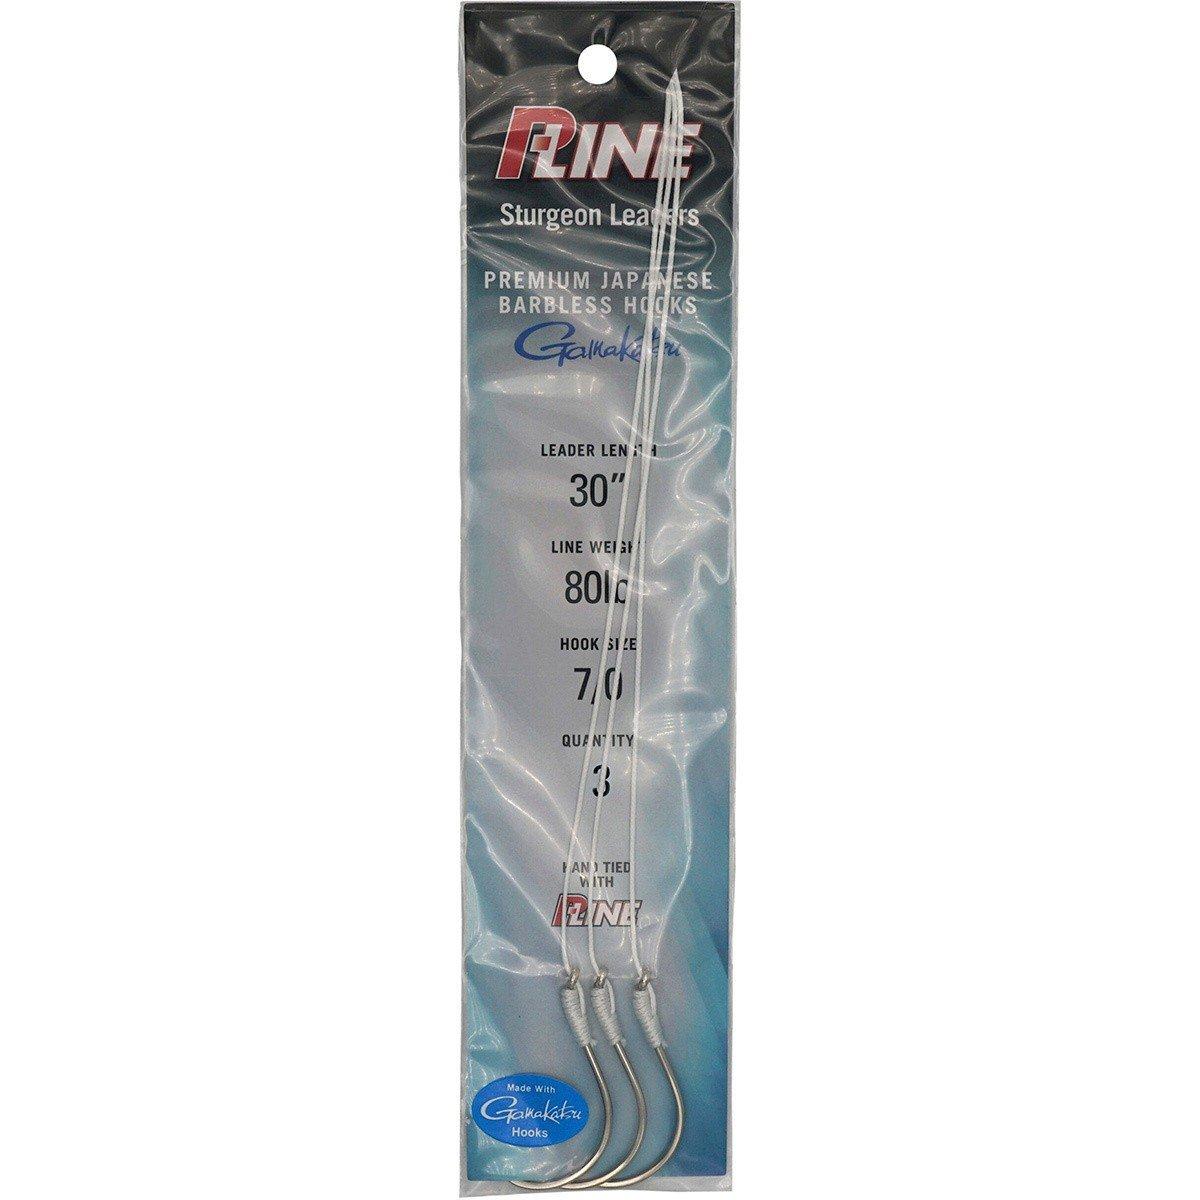 P-LINE
Sturgeon Leaders
PREMIUM JAPANESE
BARBLESS HOOKS
Gamakatsu
LEADER LENGTH
30"
LINE WEIGHT
80lb
HOOK SIZE
7/0
QUANTITY
3
HAND TIED
WITH
P-LINE
Made With
Gamakatsu
Hooks